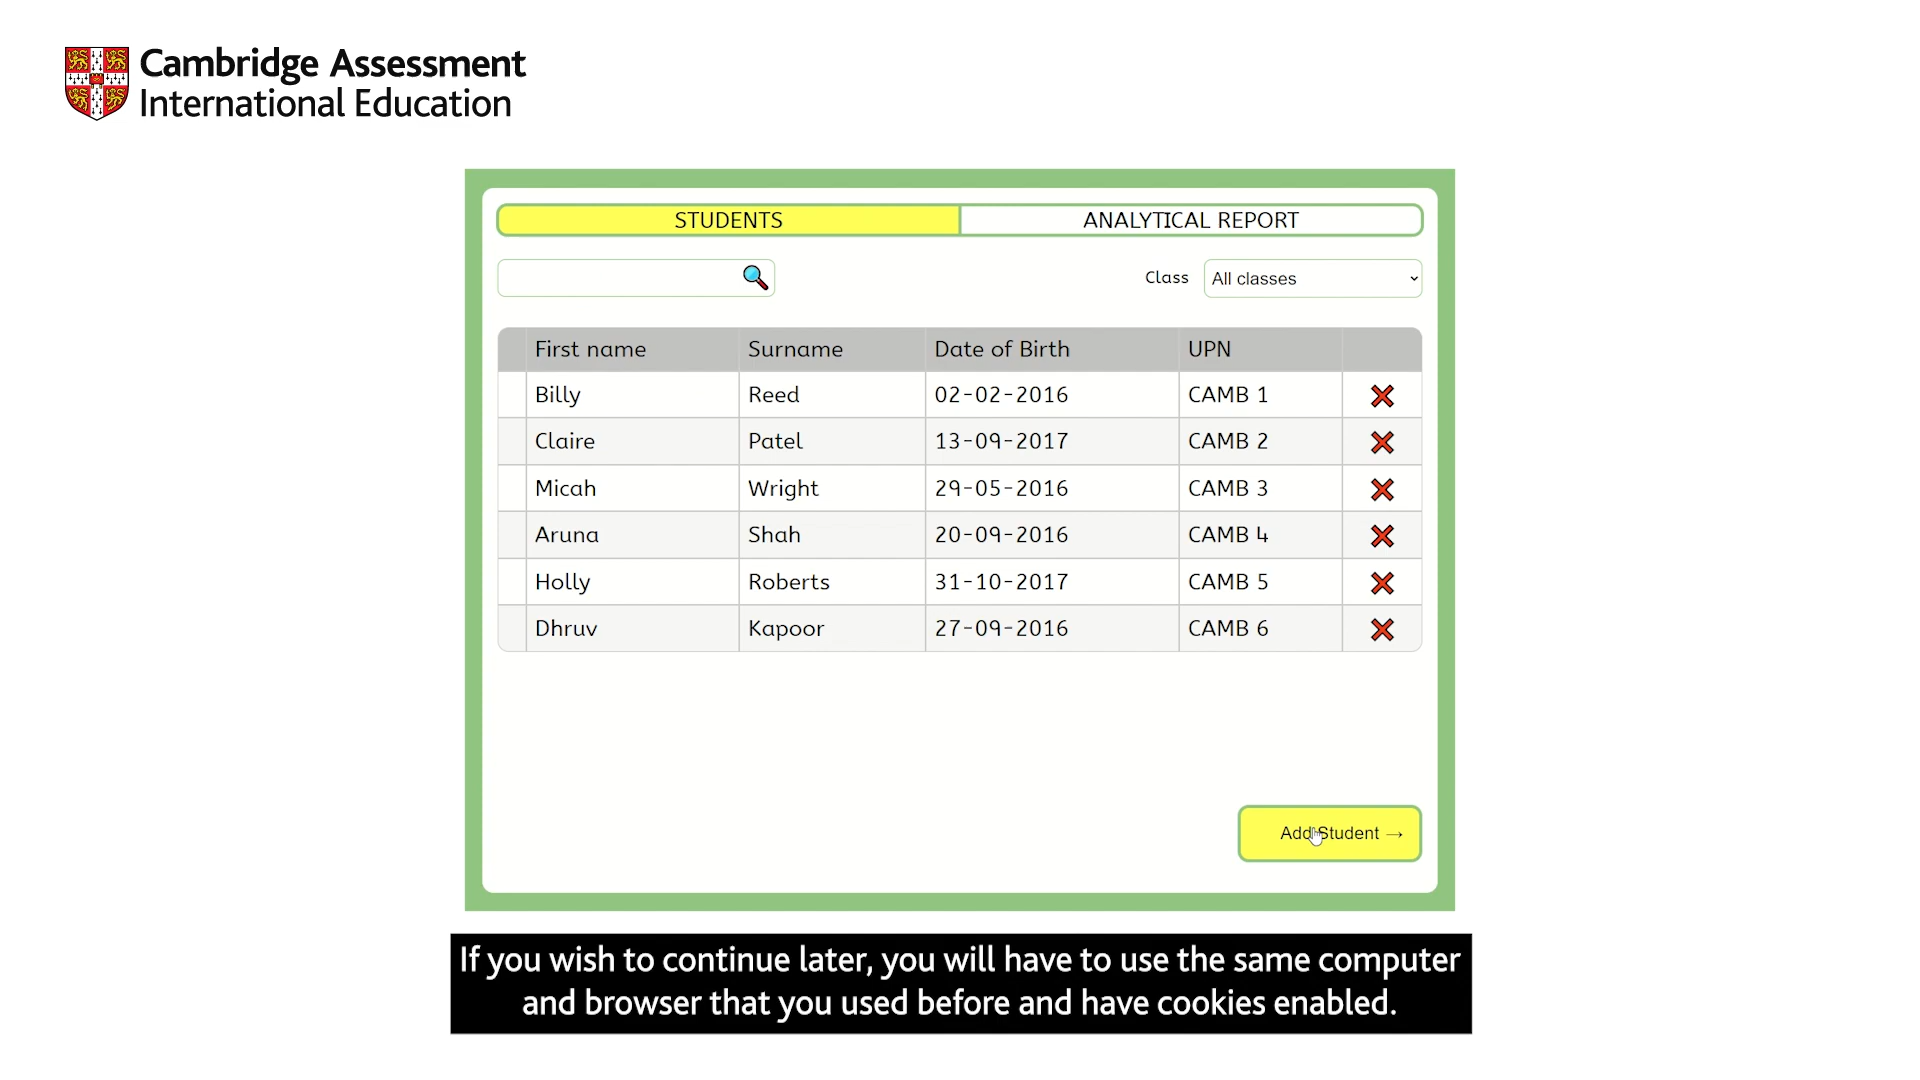 Cambridge Assessment
International Education
STUDENTS ANALYTICAL REPORT
Class All classes
First name Surname Date of Birth UPN
Billy Reed 02-02-2016 CAMB 1
Claire Patel 13-09-2017 CAMB 2
Micah Wright 29-05-2016 CAMB 3
Aruna Shah 20-09-2016 CAMB 4
Holly Roberts 31-10-2017 CAMB 5
Dhruv Kapoor 27-09-2016 CAMB 6
Add Student →
If you wish to continue later, you will have to use the same computer
and browser that you used before and have cookies enabled.